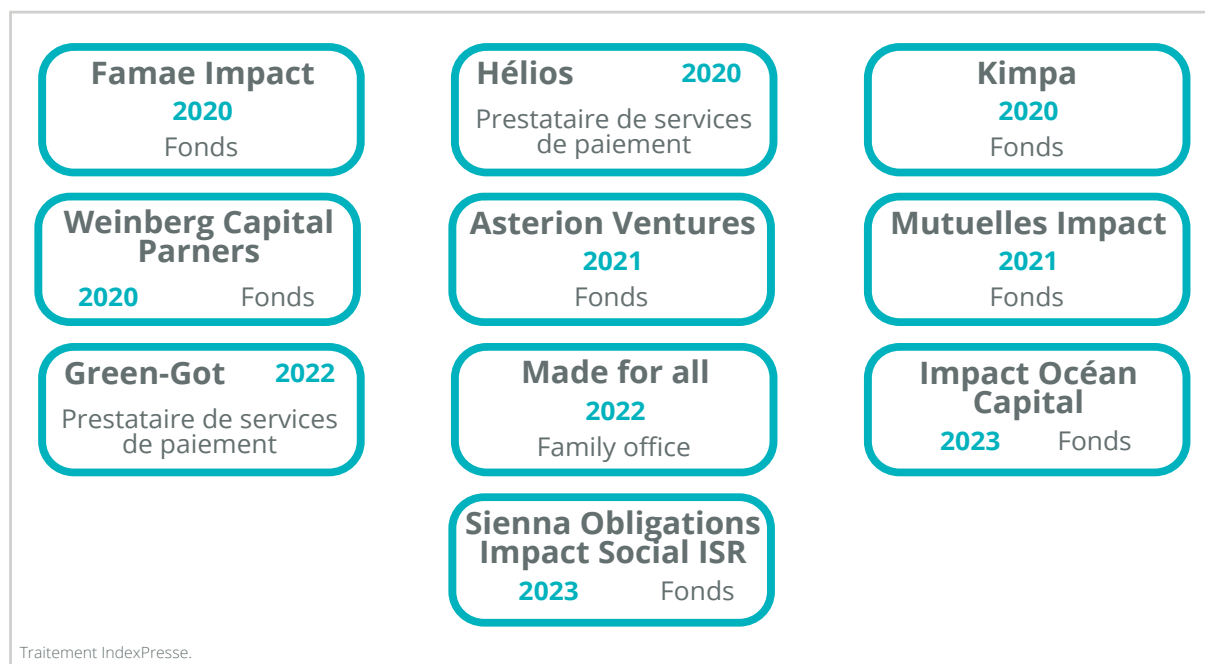 Famae Impact
2020
Fonds
Hélios 2020
Prestataire de services
de paiement
Kimpa
2020
Fonds
Weinberg Capital
Parners
2020 Fonds
Asterion Ventures
2021
Fonds
Mutuelles Impact
2021
Fonds
Green-Got 2022
Prestataire de services
de paiement
Made for all
2022
Family office
Impact Océan
Capital
2023 Fonds
Sienna Obligations
Impact Social ISR
2023 Fonds
Traitement IndexPresse.